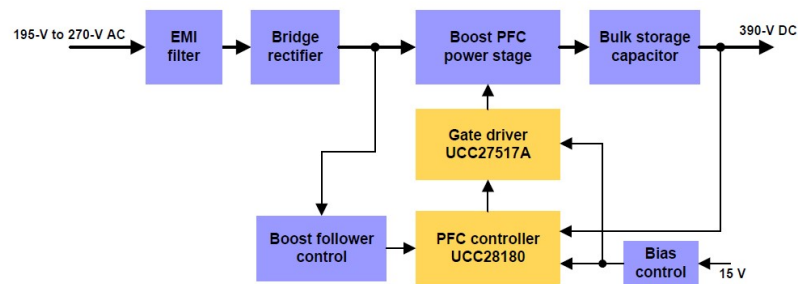 195-V to 270-V AC
EMI
filter
Bridge
rectifier
Boost PFC
power stage
Bulk storage
capacitor
390-V DC
Gate driver
UCC27517A
Boost follower
control
PFC controller
UCC28180
Bias
control
15 V